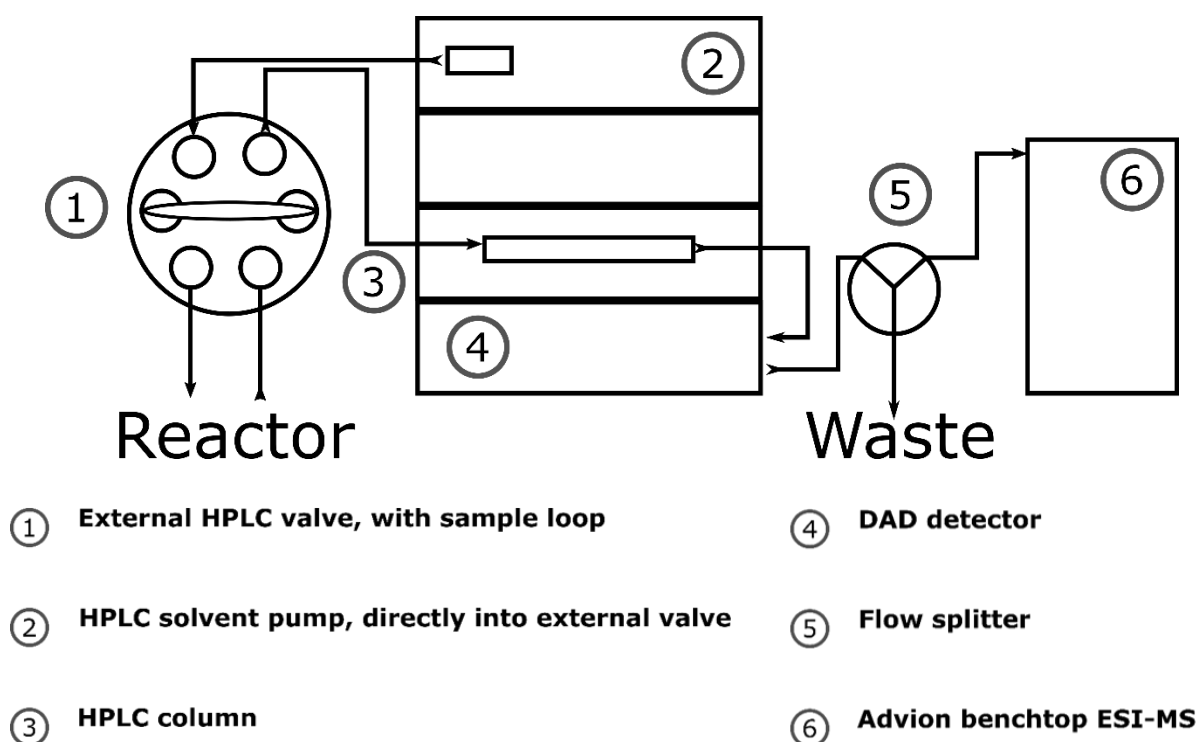 2
1
5
6
3
4
Reactor
Waste
1 External HPLC valve, with sample loop
4 DAD detector
2 HPLC solvent pump, directly into external valve
5 Flow splitter
3 HPLC column
6 Advion benchtop ESI-MS